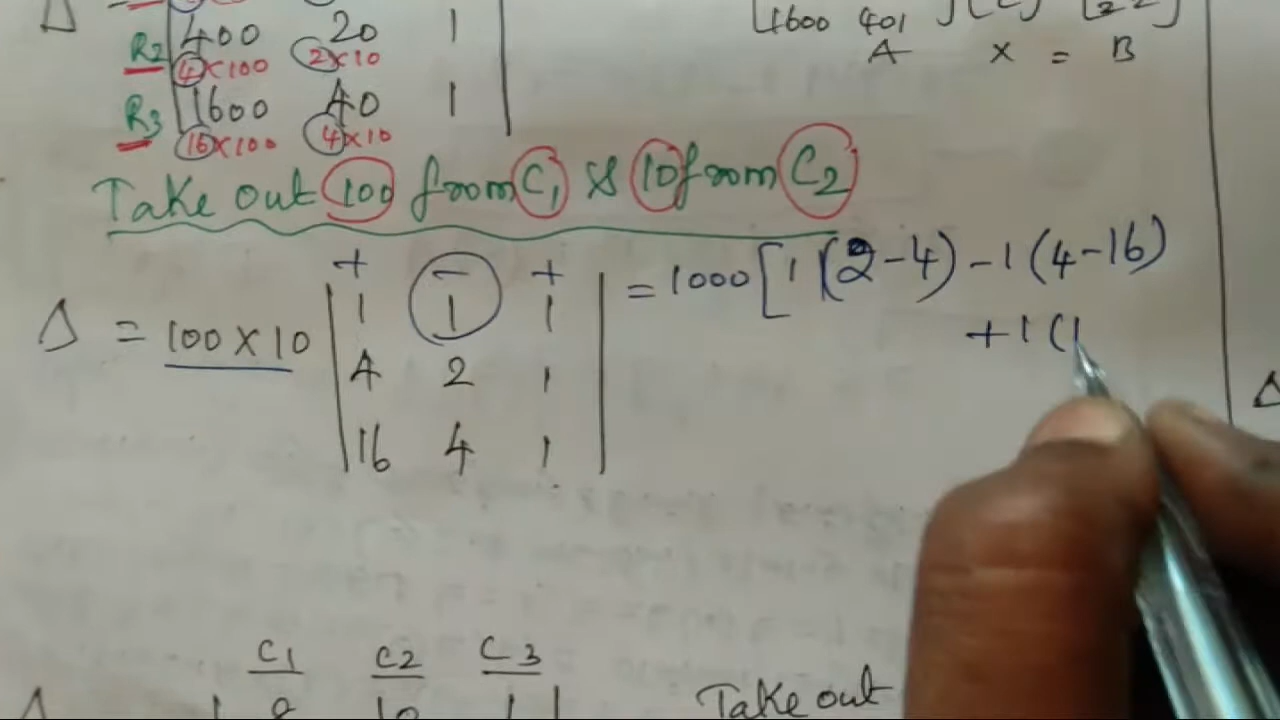 Δ
R2 400 20 1
4×100 2×10
R3 1600 40 1
16×100 4×10
1600 401
A X = B
Take out 100 from C1 & 10 from C2
+ - +
Δ = 100 X 10 | 1 1 1 | = 1000 [ 1 (2-4) - 1 (4-16)
4 2 1
+ 1 (1
16 4 1
C1 C2 C3
Take out